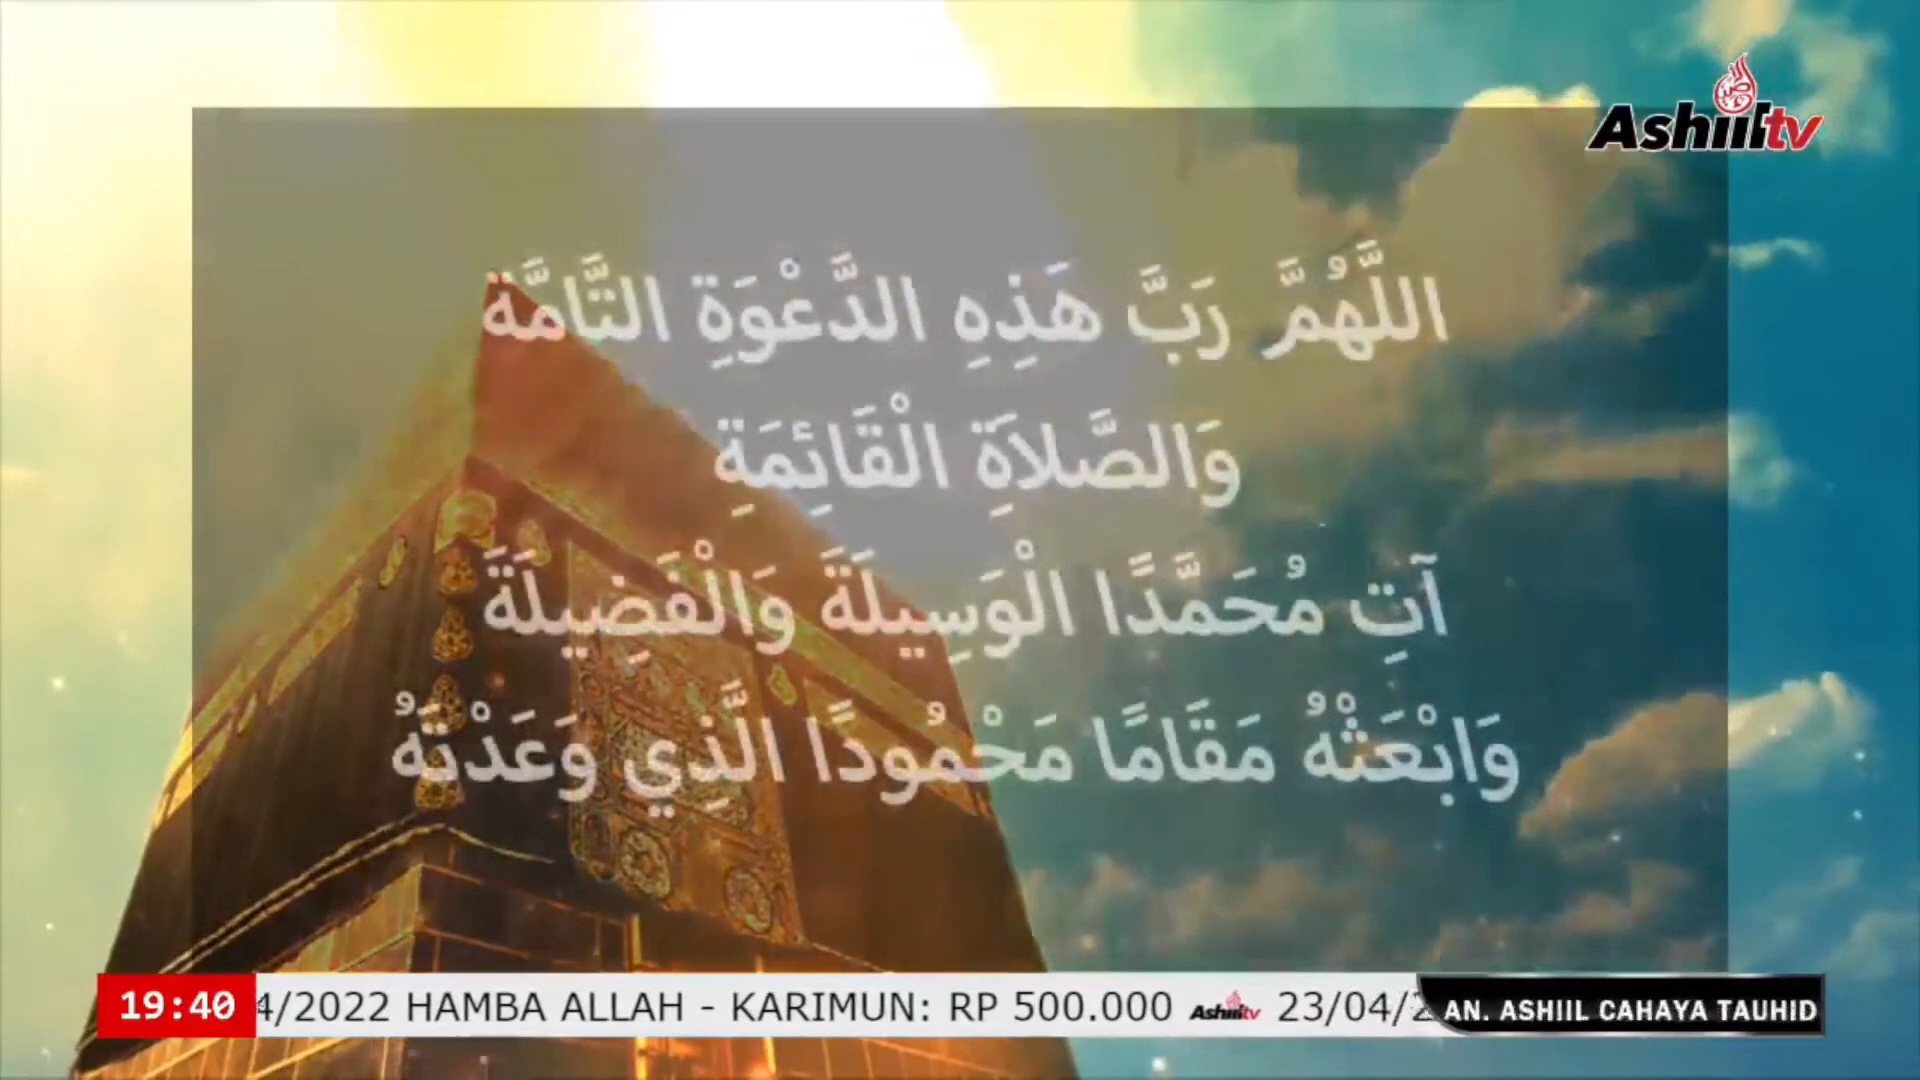 Ashiiltv
اللَّهُمَّ رَبَّ هَذِهِ الدَّعْوَةِ التَّامَّة
وَالصَّلاَةِ الْقَائِمَةِ
آتِ مُحَمَّدًا الْوَسِيلَةَ وَالْفَضِيلَةَ
وَابْعَثْهُ مَقَامًا مَحْمُودًا الَّذِي وَعَدْتَهُ
19:40 4/2022 HAMBA ALLAH - KARIMUN: RP 500.000 Ashiiltv 23/04/2 AN. ASHIIL CAHAYA TAUHID